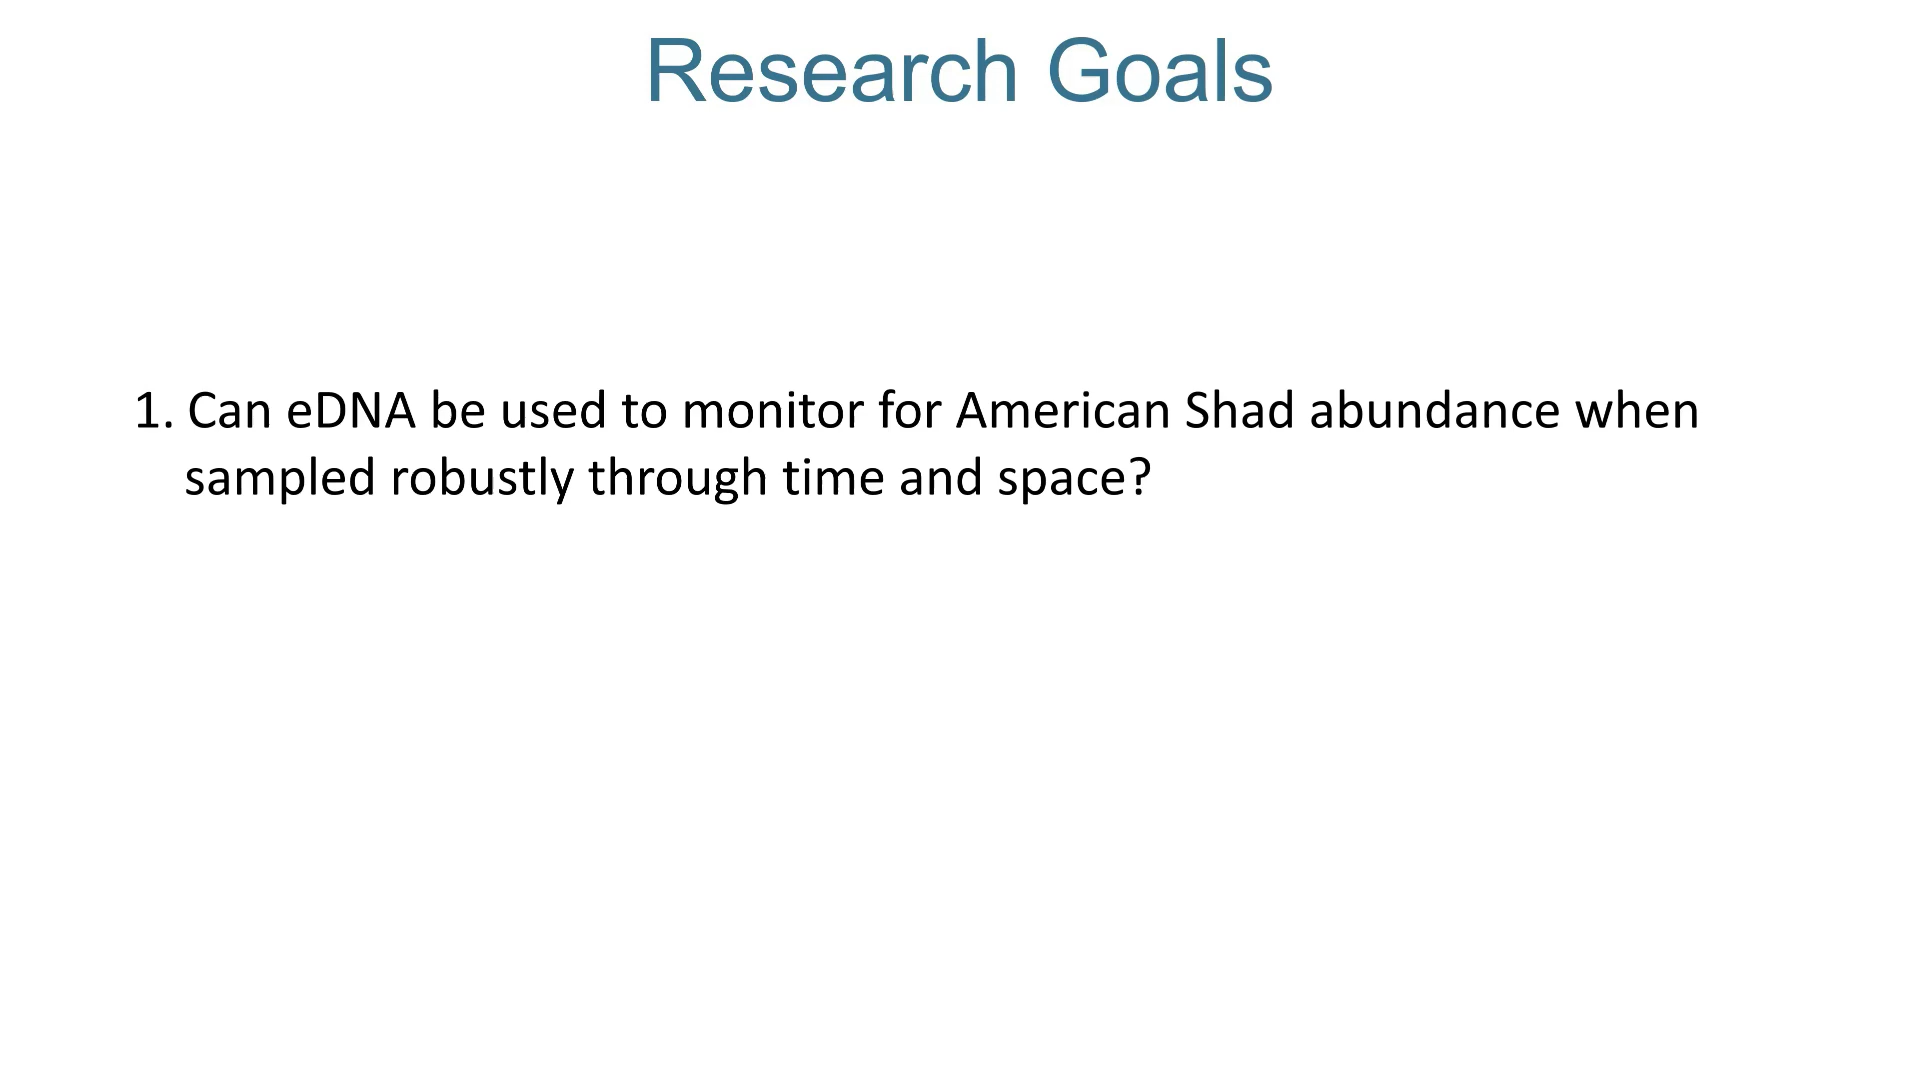 Research Goals
1. Can eDNA be used to monitor for American Shad abundance when
sampled robustly through time and space?